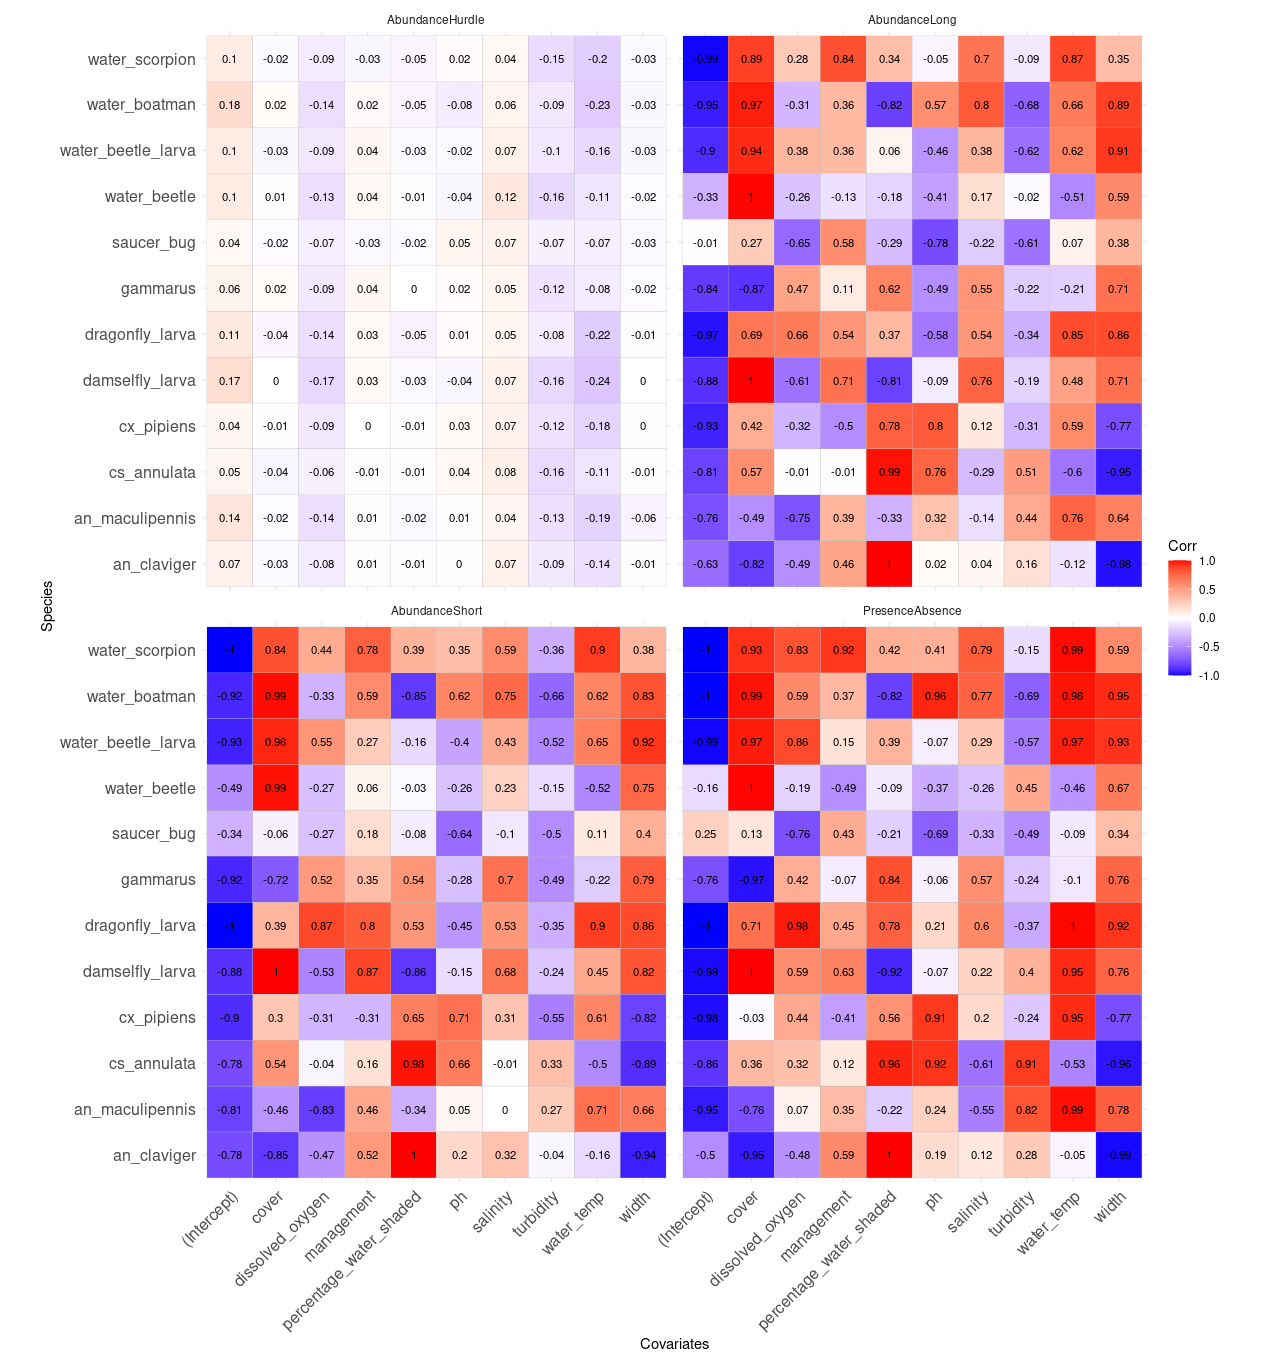 AbundanceHurdle AbundanceLong
water_scorpion 0.1 -0.02 -0.09 -0.03 -0.05 0.02 0.04 -0.15 -0.2 -0.03 -0.99 0.89 0.28 0.84 0.34 -0.05 0.7 -0.09 0.87 0.35
water_boatman 0.18 0.02 -0.14 0.02 -0.05 -0.08 0.06 -0.09 -0.23 -0.03 -0.95 0.97 -0.31 0.36 -0.82 0.57 0.8 -0.68 0.66 0.89
water_beetle_larva 0.1 -0.03 -0.09 0.04 -0.03 -0.02 0.07 -0.1 -0.16 -0.03 -0.9 0.94 0.38 0.36 0.06 -0.46 0.38 -0.62 0.62 0.91
water_beetle 0.1 0.01 -0.13 0.04 -0.01 -0.04 0.12 -0.16 -0.11 -0.02 -0.33 1 -0.26 -0.13 -0.18 -0.41 0.17 -0.02 -0.51 0.59
saucer_bug 0.04 -0.02 -0.07 -0.03 -0.02 0.05 0.07 -0.07 -0.07 -0.03 -0.01 0.27 -0.65 0.58 -0.29 -0.78 -0.22 -0.61 0.07 0.38
gammarus 0.06 0.02 -0.09 0.04 0 0.02 0.05 -0.12 -0.08 -0.02 -0.84 -0.87 0.47 0.11 0.62 -0.49 0.55 -0.22 -0.21 0.71
dragonfly_larva 0.11 -0.04 -0.14 0.03 -0.05 0.01 0.05 -0.08 -0.22 -0.01 -0.97 0.69 0.66 0.54 0.37 -0.58 0.54 -0.34 0.85 0.86
damselfly_larva 0.17 0 -0.17 0.03 -0.03 -0.04 0.07 -0.16 -0.24 0 -0.88 1 -0.61 0.71 -0.81 -0.09 0.76 -0.19 0.48 0.71
cx_pipiens 0.04 -0.01 -0.09 0 -0.01 0.03 0.07 -0.12 -0.18 0 -0.93 0.42 -0.32 -0.5 0.78 0.8 0.12 -0.31 0.59 -0.77
cs_annulata 0.05 -0.04 -0.06 -0.01 -0.01 0.04 0.08 -0.16 -0.11 -0.01 -0.81 0.57 -0.01 -0.01 0.99 0.76 -0.29 0.51 -0.6 -0.95
an_maculipennis 0.14 -0.02 -0.14 0.01 -0.02 0.01 0.04 -0.13 -0.19 -0.06 -0.76 -0.49 -0.75 0.39 -0.33 0.32 -0.14 0.44 0.76 0.64
an_claviger 0.07 -0.03 -0.08 0.01 -0.01 0 0.07 -0.09 -0.14 -0.01 -0.63 -0.82 -0.49 0.46 1 0.02 0.04 0.16 -0.12 -0.98
AbundanceShort PresenceAbsence
water_scorpion -1 0.84 0.44 0.78 0.39 0.35 0.59 -0.36 0.9 0.38 -1 0.93 0.83 0.92 0.42 0.41 0.79 -0.15 0.99 0.59
water_boatman -0.92 0.99 -0.33 0.59 -0.85 0.62 0.75 -0.66 0.62 0.83 -1 0.99 0.59 0.37 -0.82 0.96 0.77 -0.69 0.98 0.95
water_beetle_larva -0.93 0.96 0.55 0.27 -0.16 -0.4 0.43 -0.52 0.65 0.92 -0.99 0.97 0.86 0.15 0.39 -0.07 0.29 -0.57 0.97 0.93
water_beetle -0.49 0.99 -0.27 0.06 -0.03 -0.26 0.23 -0.15 -0.52 0.75 -0.16 1 -0.19 -0.49 -0.09 -0.37 -0.26 0.45 -0.46 0.67
saucer_bug -0.34 -0.06 -0.27 0.18 -0.08 -0.64 -0.1 -0.5 0.11 0.4 0.25 0.13 -0.76 0.43 -0.21 -0.69 -0.33 -0.49 -0.09 0.34
gammarus -0.92 -0.72 0.52 0.35 0.54 -0.28 0.7 -0.49 -0.22 0.79 -0.76 -0.97 0.42 -0.07 0.84 -0.06 0.57 -0.24 -0.1 0.76
dragonfly_larva -1 0.39 0.87 0.8 0.53 -0.45 0.53 -0.35 0.9 0.86 -1 0.71 0.98 0.45 0.78 0.21 0.6 -0.37 1 0.92
damselfly_larva -0.88 1 -0.53 0.87 -0.86 -0.15 0.68 -0.24 0.45 0.82 -0.99 1 0.59 0.63 -0.92 -0.07 0.22 0.4 0.95 0.76
cx_pipiens -0.9 0.3 -0.31 -0.31 0.65 0.71 0.31 -0.55 0.61 -0.82 -0.98 -0.03 0.44 -0.41 0.56 0.91 0.2 -0.24 0.95 -0.77
cs_annulata -0.78 0.54 -0.04 0.16 0.98 0.66 -0.01 0.33 -0.5 -0.89 -0.86 0.36 0.32 0.12 0.96 0.92 -0.61 0.91 -0.53 -0.96
an_maculipennis -0.81 -0.46 -0.83 0.46 -0.34 0.05 0 0.27 0.71 0.66 -0.95 -0.76 0.07 0.35 -0.22 0.24 -0.55 0.82 0.99 0.78
an_claviger -0.78 -0.85 -0.47 0.52 1 0.2 0.32 -0.04 -0.16 -0.94 -0.5 -0.95 -0.48 0.59 1 0.19 0.12 0.28 -0.05 -0.99
(Intercept) cover dissolved_oxygen management percentage_water_shaded ph salinity turbidity water_temp width (Intercept) cover dissolved_oxygen management percentage_water_shaded ph salinity turbidity water_temp width
Covariates
Species
Corr
1.0
0.5
0.0
-0.5
-1.0